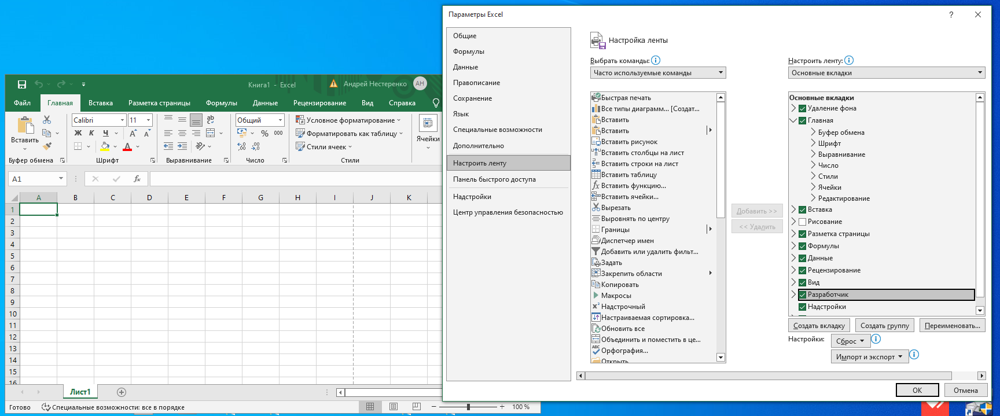 Параметры Excel
?
Общие
Формулы
Данные
Правописание
Сохранение
Язык
Специальные возможности
Дополнительно
Настроить ленту
Панель быстрого доступа
Надстройки
Центр управления безопасностью
Настройка ленты
Выбрать команды:
Часто используемые команды
Быстрая печать
Все типы диаграмм... [Создат...
Вставить
Вставить
Вставить рисунок
Вставить столбцы на лист
Вставить строки на лист
Вставить таблицу
Вставить функцию...
Вставить ячейки...
Вырезать
Выровнять по центру
Границы
Диспетчер имен
Добавить или удалить фильт...
Задать
Закрепить области
Копировать
Макросы
Надстрочный
Настраиваемая сортировка...
Обновить все
Объединить и поместить в це...
Орфография...
Открыть
Добавить >>
<< Удалить
Настроить ленту:
Основные вкладки
Основные вкладки
Удаление фона
Главная
Буфер обмена
Шрифт
Выравнивание
Число
Стили
Ячейки
Редактирование
Вставка
Рисование
Разметка страницы
Формулы
Данные
Рецензирование
Вид
Разработчик
Надстройки
Создать вкладку
Создать группу
Переименовать...
Настройки:
Сброс
Импорт и экспорт
ОК
Отмена
Книга1 - Excel
Андрей Нестеренко
АН
Файл
Главная
Вставка
Разметка страницы
Формулы
Данные
Рецензирование
Вид
Справка
Вставить
Буфер обмена
Calibri
11
Ж К Ч
Шрифт
Выравнивание
Общий
% 000
Число
Условное форматирование
Форматировать как таблицу
Стили ячеек
Стили
Ячейки
A1
fx
A B C D E F G H I J K
1
2
3
4
5
6
7
8
9
10
11
12
13
14
15
16
Лист1
Готово
Специальные возможности: все в порядке
100 %